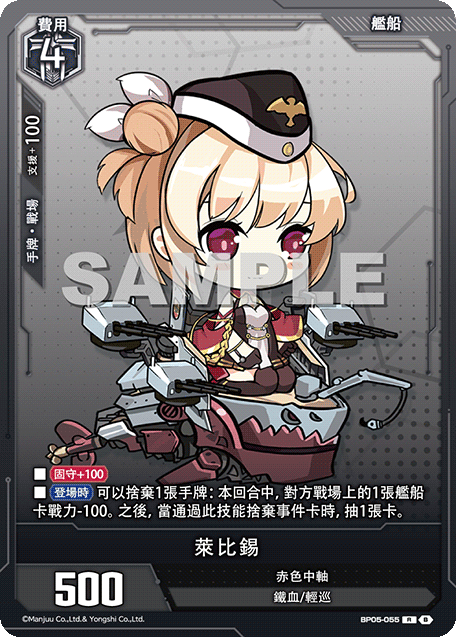 費用
4
艦船
手牌・戰場 支援+100
SAMPLE
■ 固守+100
■ 登場時 可以捨棄1張手牌：本回合中，對方戰場上的1張艦船
卡戰力-100。之後，當通過此技能捨棄事件卡時，抽1張卡。
萊比錫
500
赤色中軸
鐵血/輕巡
©Manjuu Co.,Ltd.& Yongshi Co.,Ltd.
BP05-055 R B